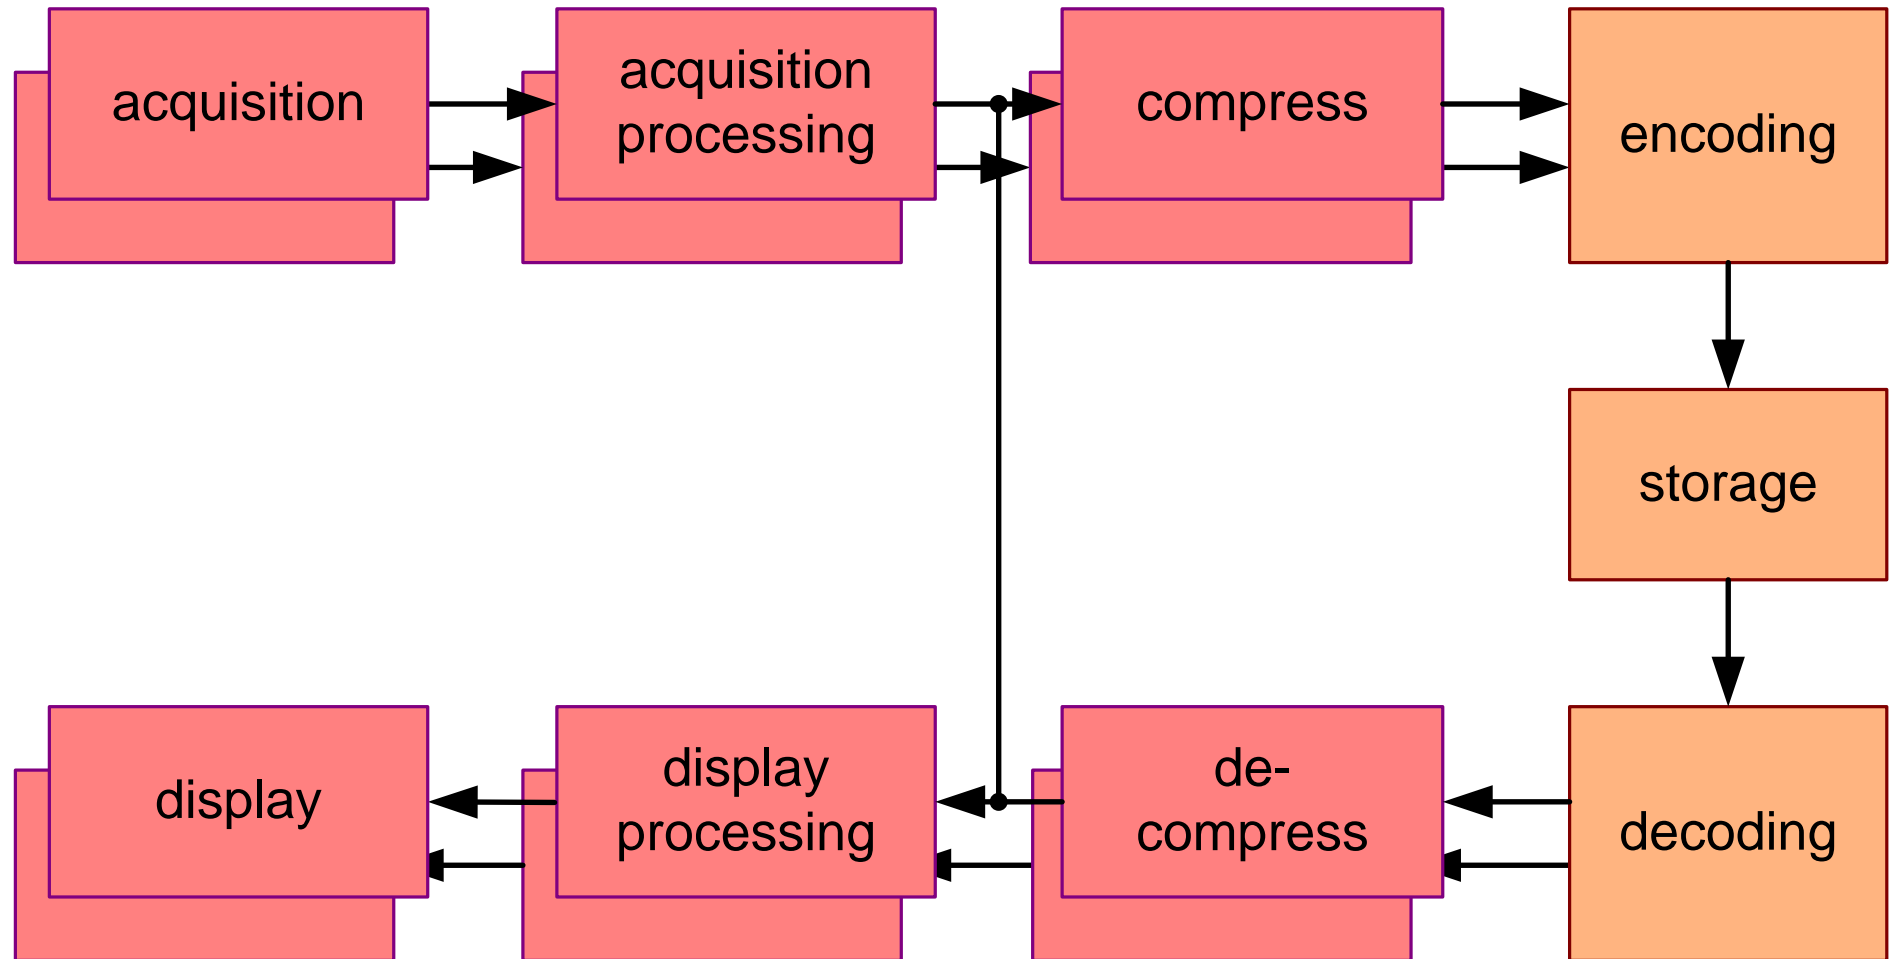 acquisition
acquisition
processing
compress
encoding
storage
display
display
processing
de-
compress
decoding